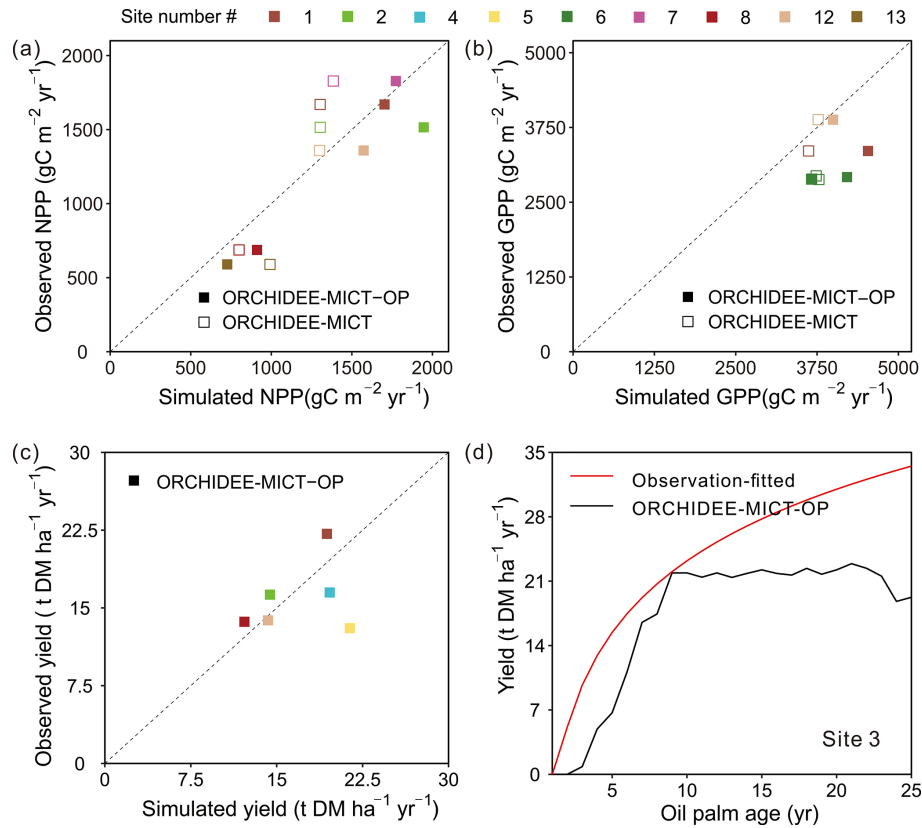 Site number # 1 2 4 5 6 7 8 12 13
(a)
2000
1500
1000
500
0
Observed NPP (gC m⁻² yr⁻¹)
ORCHIDEE-MICT−OP
ORCHIDEE-MICT
0 500 1000 1500 2000
Simulated NPP(gC m⁻² yr⁻¹)
(b)
5000
3750
2500
1250
0
Observed GPP (gC m⁻² yr⁻¹)
ORCHIDEE-MICT−OP
ORCHIDEE-MICT
0 1250 2500 3750 5000
Simulated GPP(gC m⁻² yr⁻¹)
(c)
30
22.5
15
7.5
0
Observed yield ( t DM ha⁻¹ yr⁻¹)
ORCHIDEE-MICT−OP
0 7.5 15 22.5 30
Simulated yield ( t DM ha⁻¹ yr⁻¹)
(d)
35
28
21
14
7
0
Yield (t DM ha⁻¹ yr⁻¹)
Observation-fitted
ORCHIDEE-MICT-OP
Site 3
5 10 15 20 25
Oil palm age (yr)